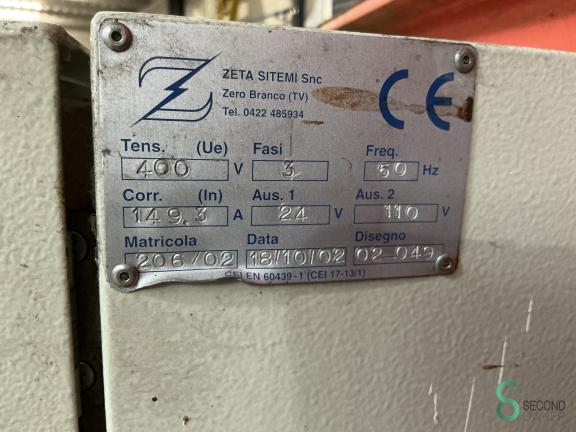 ZETA SITEMI Snc
Zero Branco (TV)
Tel. 0422 485934
CE
Tens. (Ue) Fasi Freq.
400 V 3 50 Hz
Corr. (In) Aus. 1 Aus. 2
149.3 A 24 V 110 V
Matricola Data Disegno
206/02 18/10/02 02-049
CEI EN 60439-1 (CEI 17-13/1)
SECOND